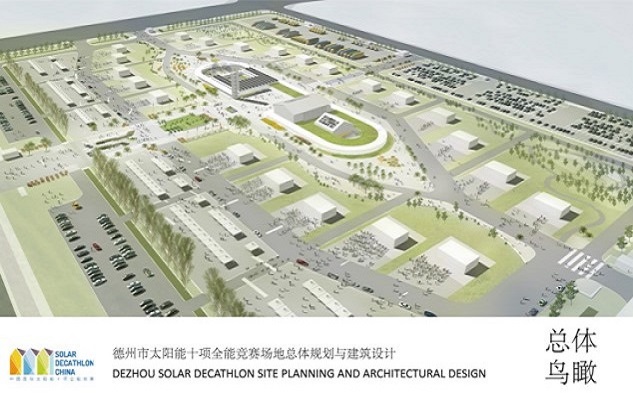 SOLAR
DECATHLON
CHINA
德州市太阳能十项全能竞赛场地总体规划与建筑设计
DEZHOU SOLAR DECATHLON SITE PLANNING AND ARCHITECTURAL DESIGN
总体
鸟瞰